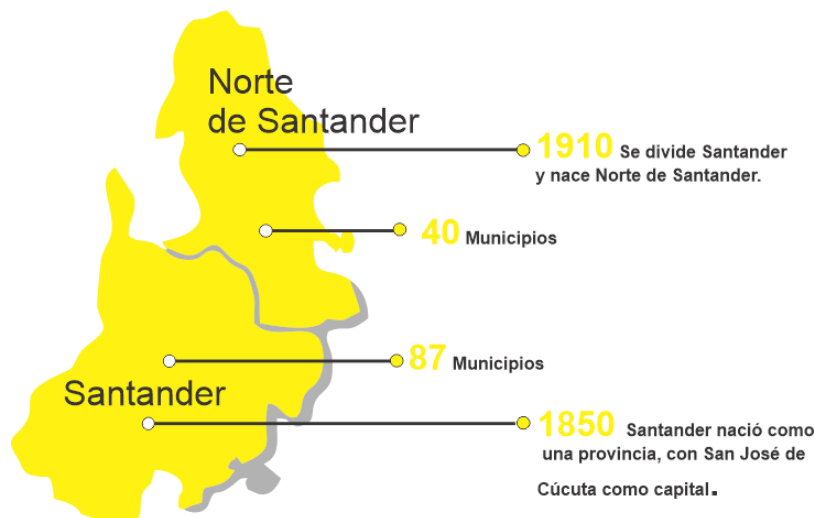 Norte
de Santander
1910 Se divide Santander
y nace Norte de Santander.
40 Municipios
87 Municipios
Santander
1850 Santander nació como
una provincia, con San José de
Cúcuta como capital.